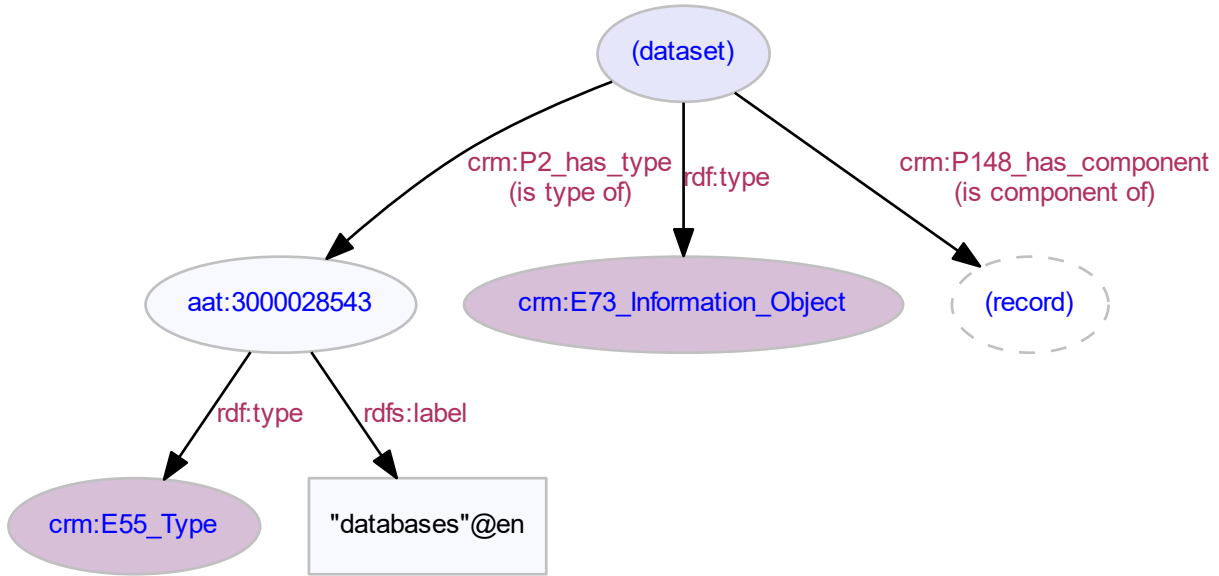 (dataset)
crm:P2_has_type
(is type of)
rdf:type
crm:P148_has_component
(is component of)
aat:3000028543
crm:E73_Information_Object
(record)
rdf:type
rdfs:label
crm:E55_Type
"databases"@en